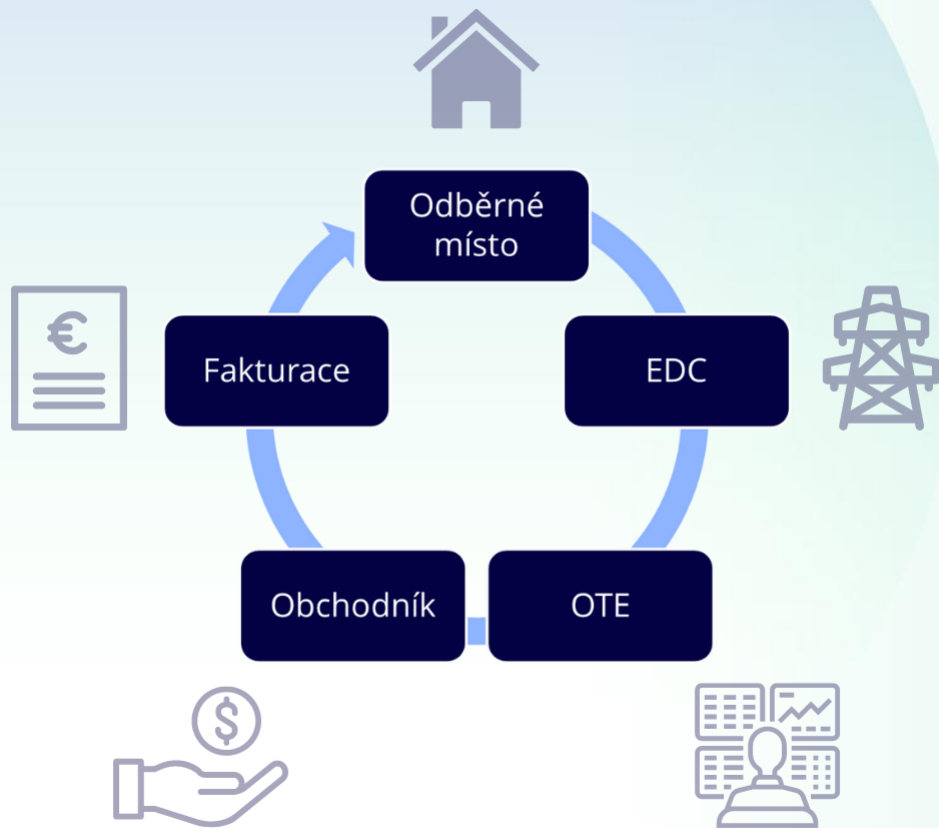 Odběrné
místo
Fakturace
EDC
€
Obchodník
OTE
$